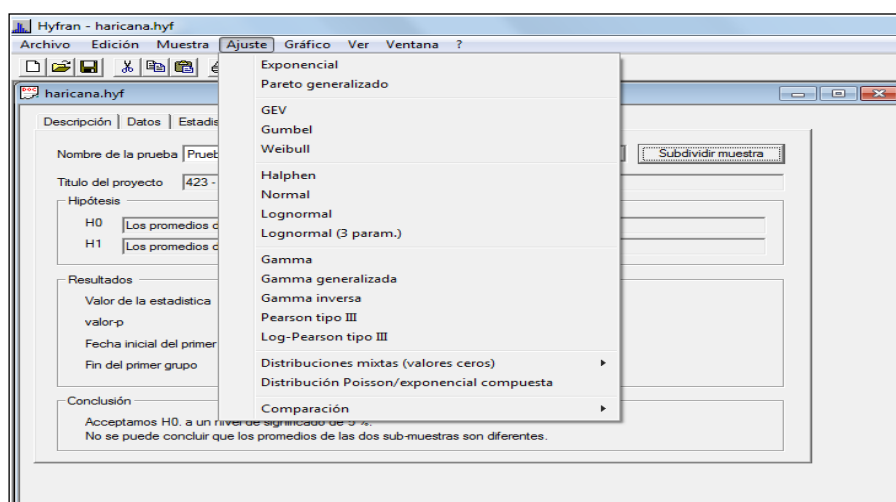 Hyfran - haricana.hyf
Archivo Edición Muestra Ajuste Gráfico Ver Ventana ?
haricana.hyf
Descripción Datos Estadis
Nombre de la prueba Prueb
Subdividir muestra
Titulo del proyecto 423 -
Hipótesis
H0 Los promedios d
H1 Los promedios d
Resultados
Valor de la estadistica
valor-p
Fecha inicial del primer
Fin del primer grupo
Conclusión
Acceptamos H0. a un nivel de significado de 5 %.
No se puede concluir que los promedios de las dos sub-muestras son diferentes.
Exponencial
Pareto generalizado
GEV
Gumbel
Weibull
Halphen
Normal
Lognormal
Lognormal (3 param.)
Gamma
Gamma generalizada
Gamma inversa
Pearson tipo III
Log-Pearson tipo III
Distribuciones mixtas (valores ceros)
Distribución Poisson/exponencial compuesta
Comparación